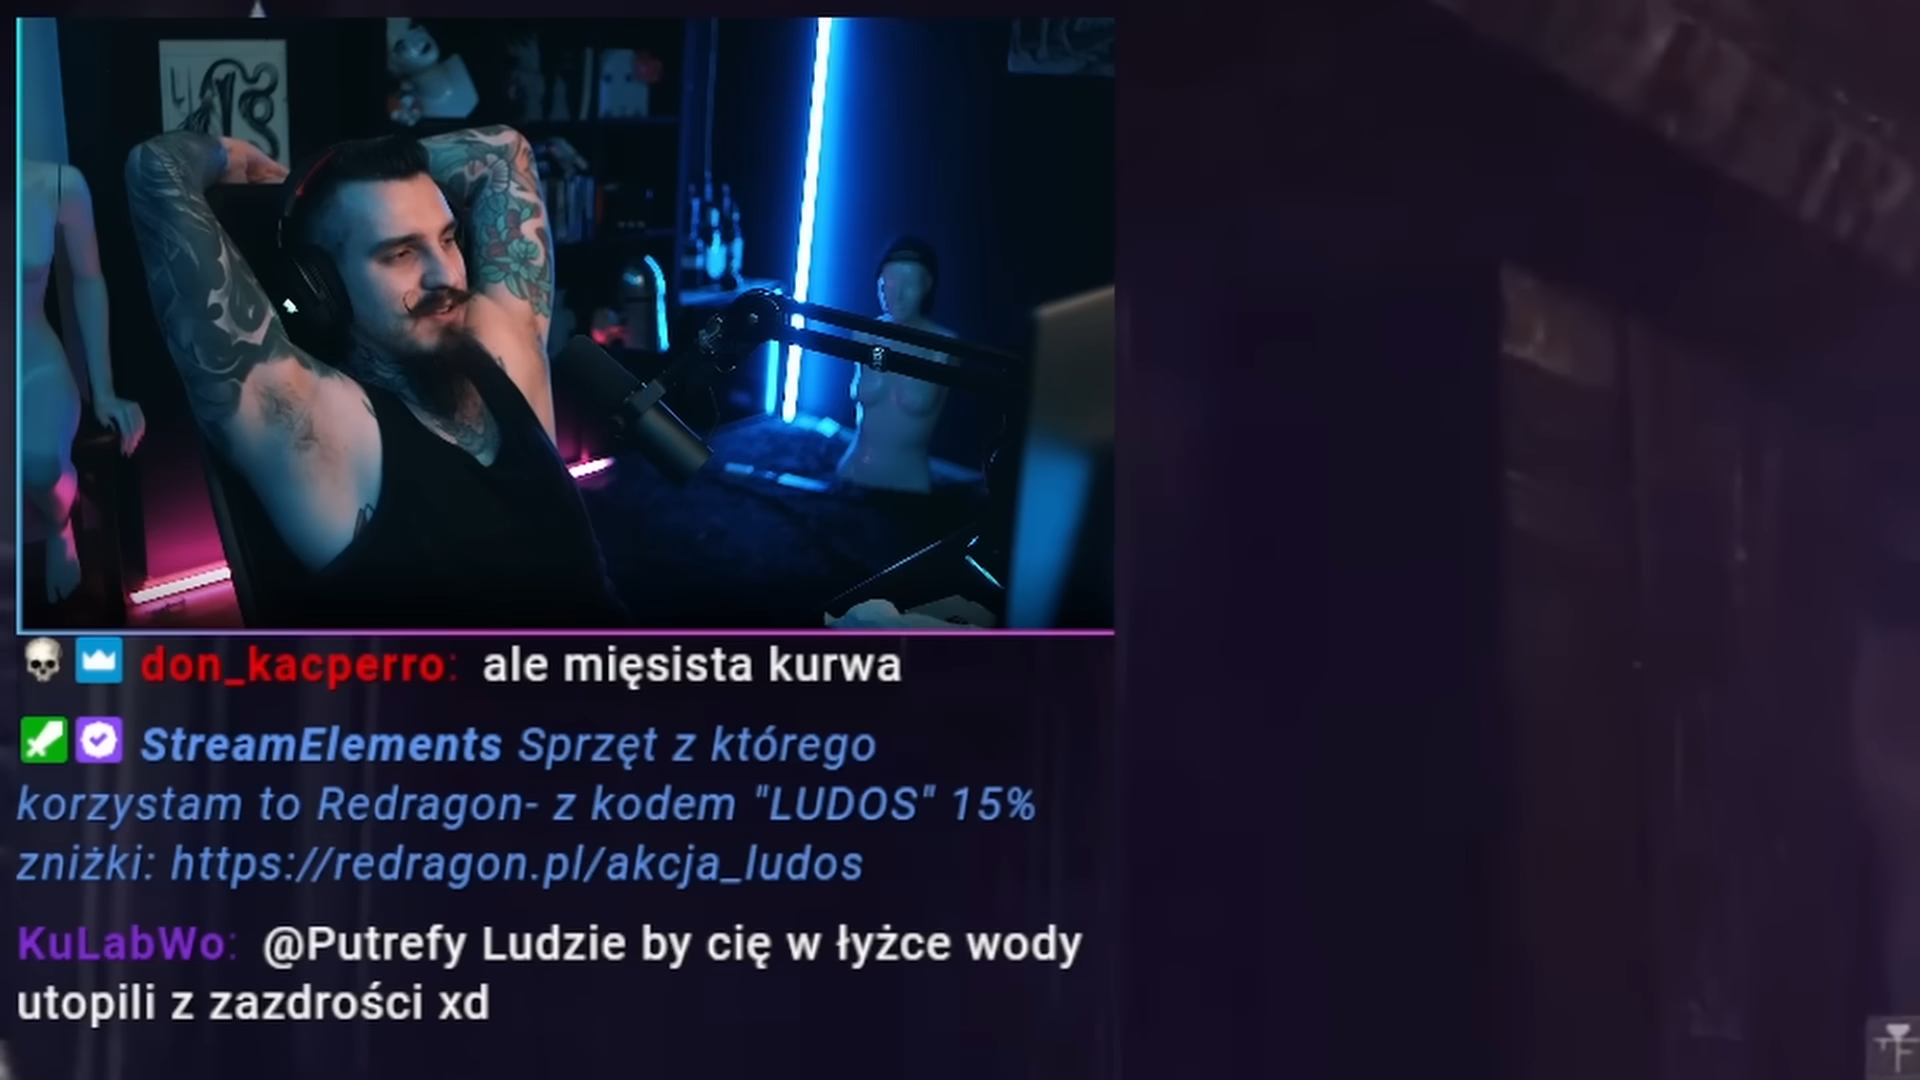 don_kacperro: ale mięsista kurwa
StreamElements Sprzęt z którego
korzystam to Redragon- z kodem "LUDOS" 15%
zniżki: https://redragon.pl/akcja_ludos
KuLabWo: @Putrefy Ludzie by cię w łyżce wody
utopili z zazdrości xd